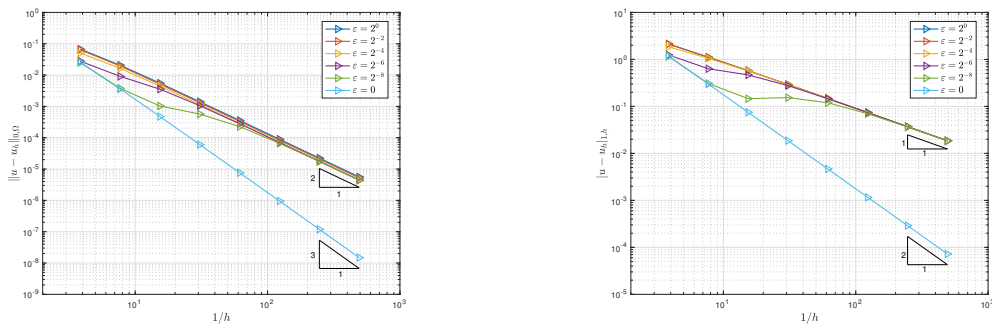 10^0
10^-1
10^-2
10^-3
10^-4
10^-5
10^-6
10^-7
10^-8
10^-9
||u − u_h||_{0,Ω}
ε = 2^0
ε = 2^-2
ε = 2^-4
ε = 2^-6
ε = 2^-8
ε = 0
2
1
3
1
10^1
10^2
10^3
1/h
10^1
10^0
10^-1
10^-2
10^-3
10^-4
10^-5
|u − u_h|_{1,h}
ε = 2^0
ε = 2^-2
ε = 2^-4
ε = 2^-6
ε = 2^-8
ε = 0
1
1
2
1
10^1
10^2
1/h